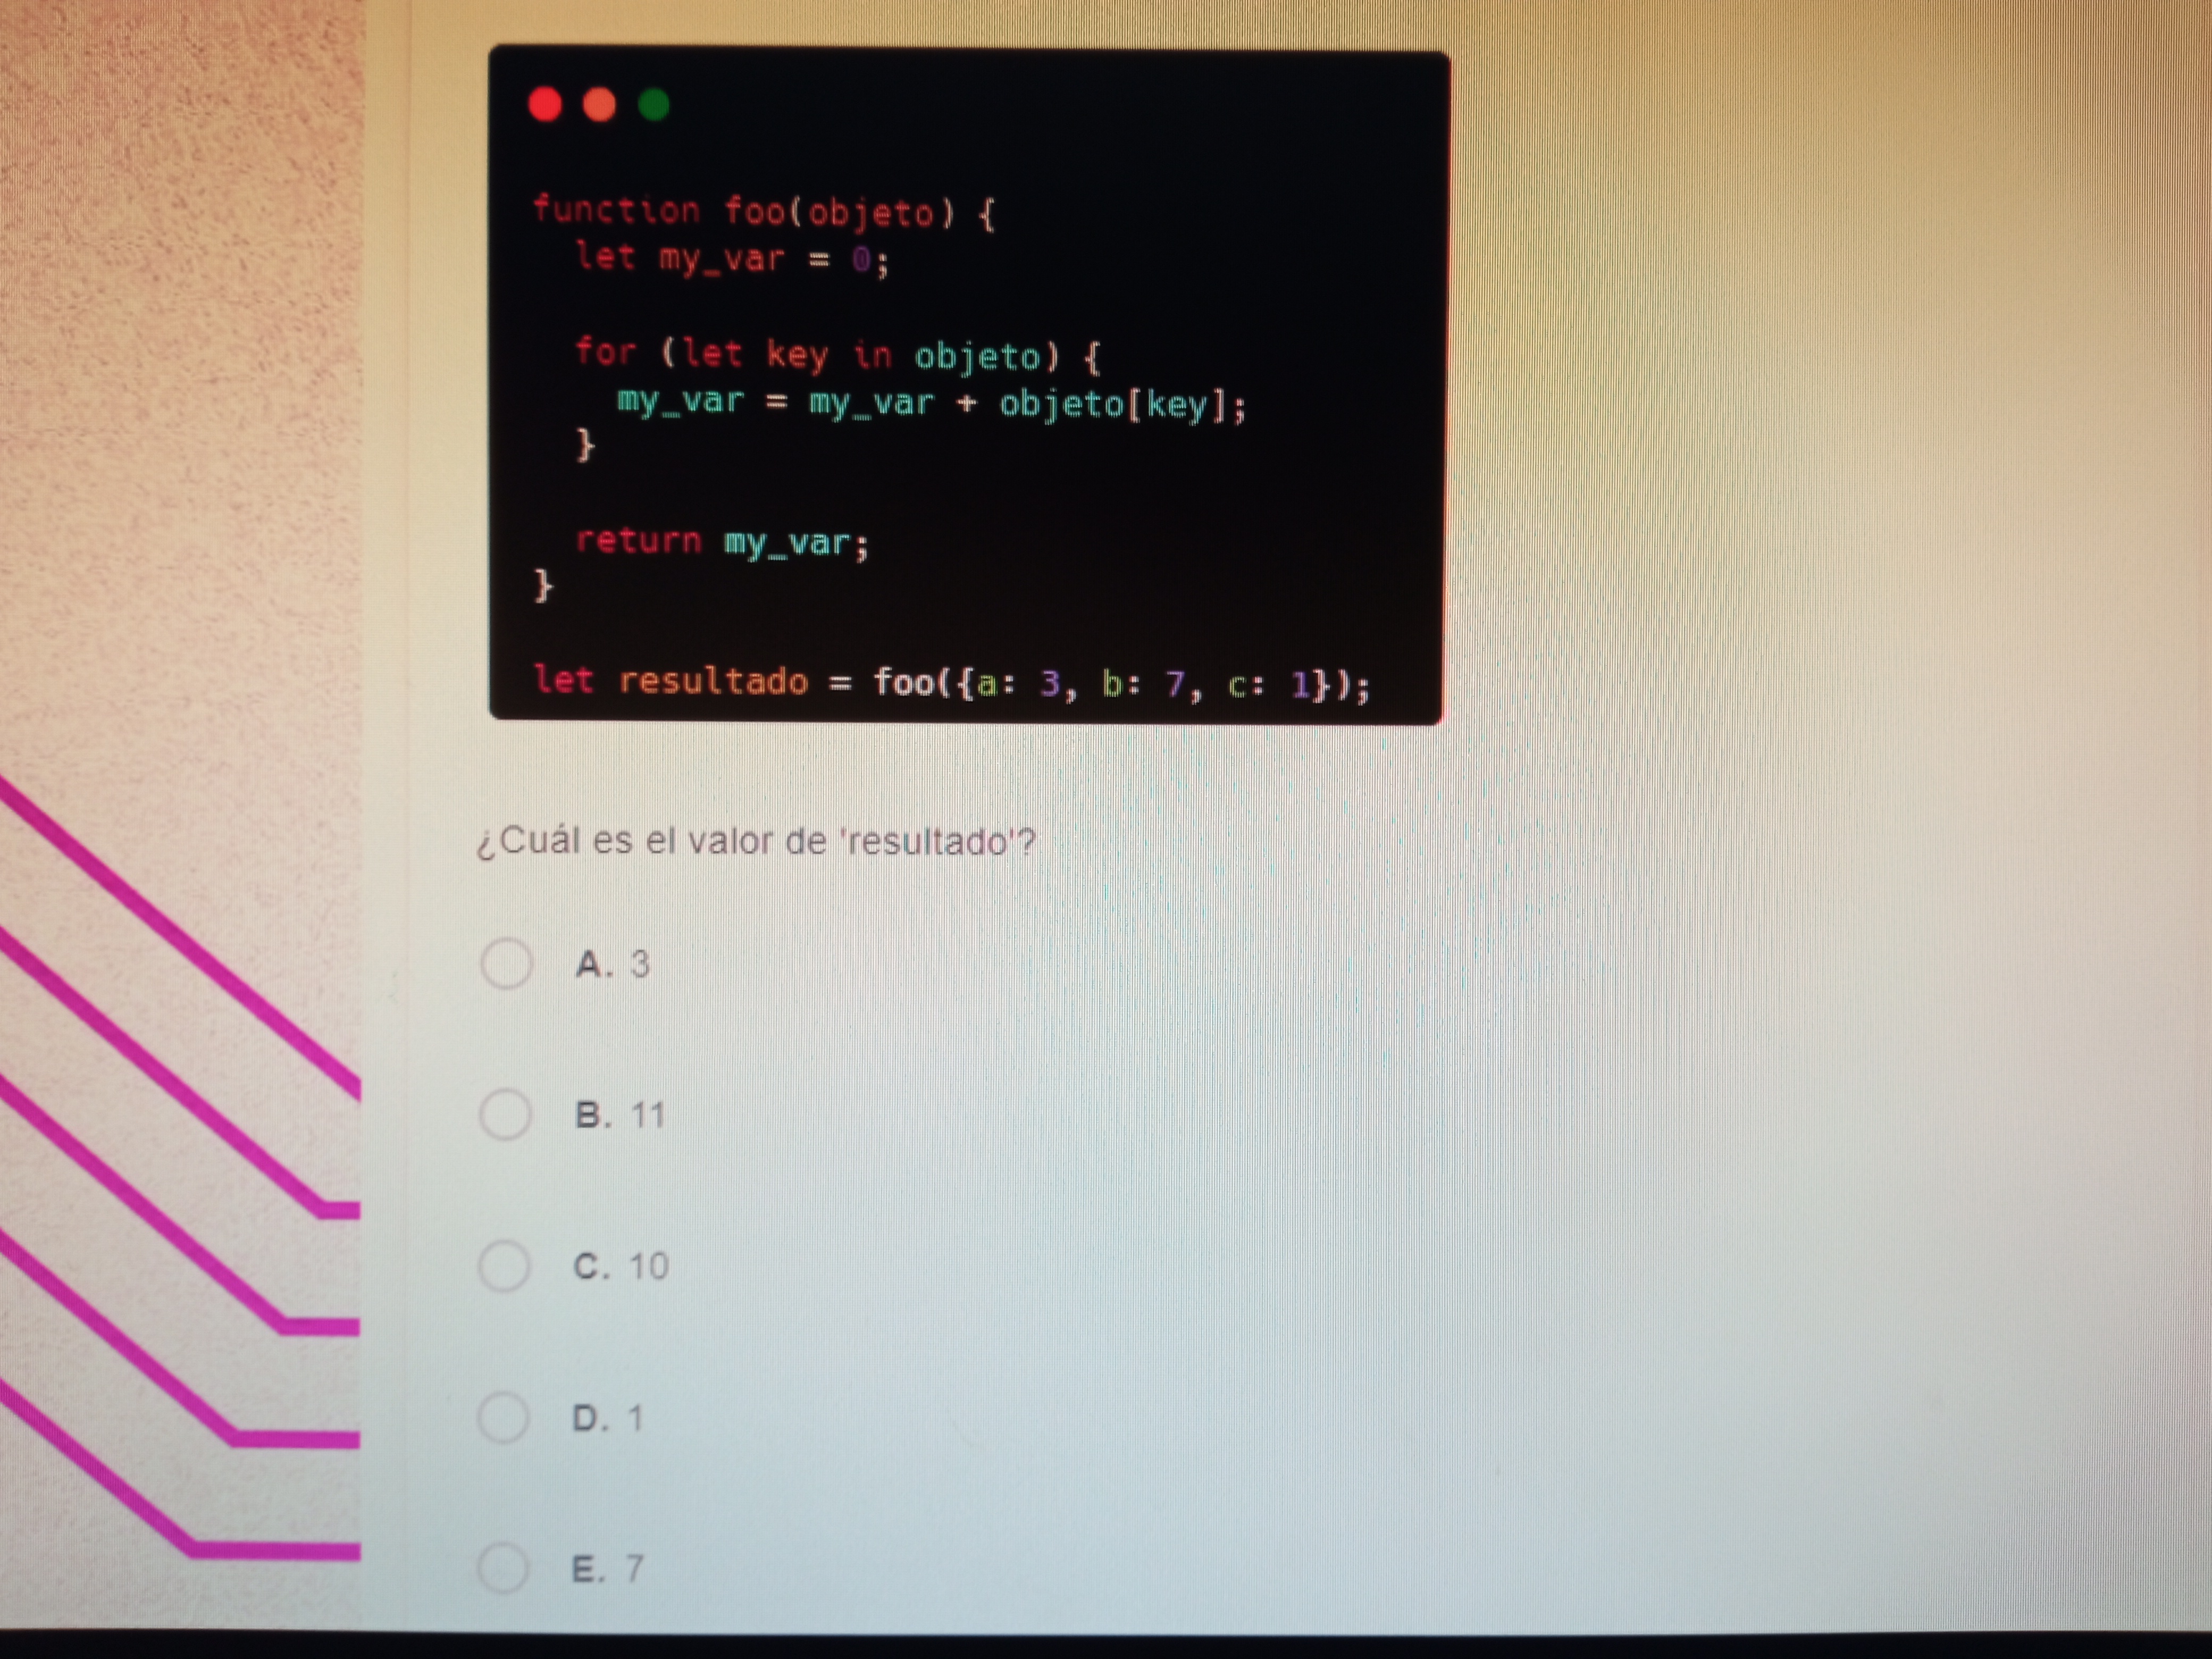 function foo(objeto) {
let my_var = 0;
for (let key in objeto) {
my_var = my_var + objeto[key];
}
return my_var;
}
let resultado = foo({a: 3, b: 7, c: 1});
¿Cuál es el valor de 'resultado'?
A. 3
B. 11
C. 10
D. 1
E. 7